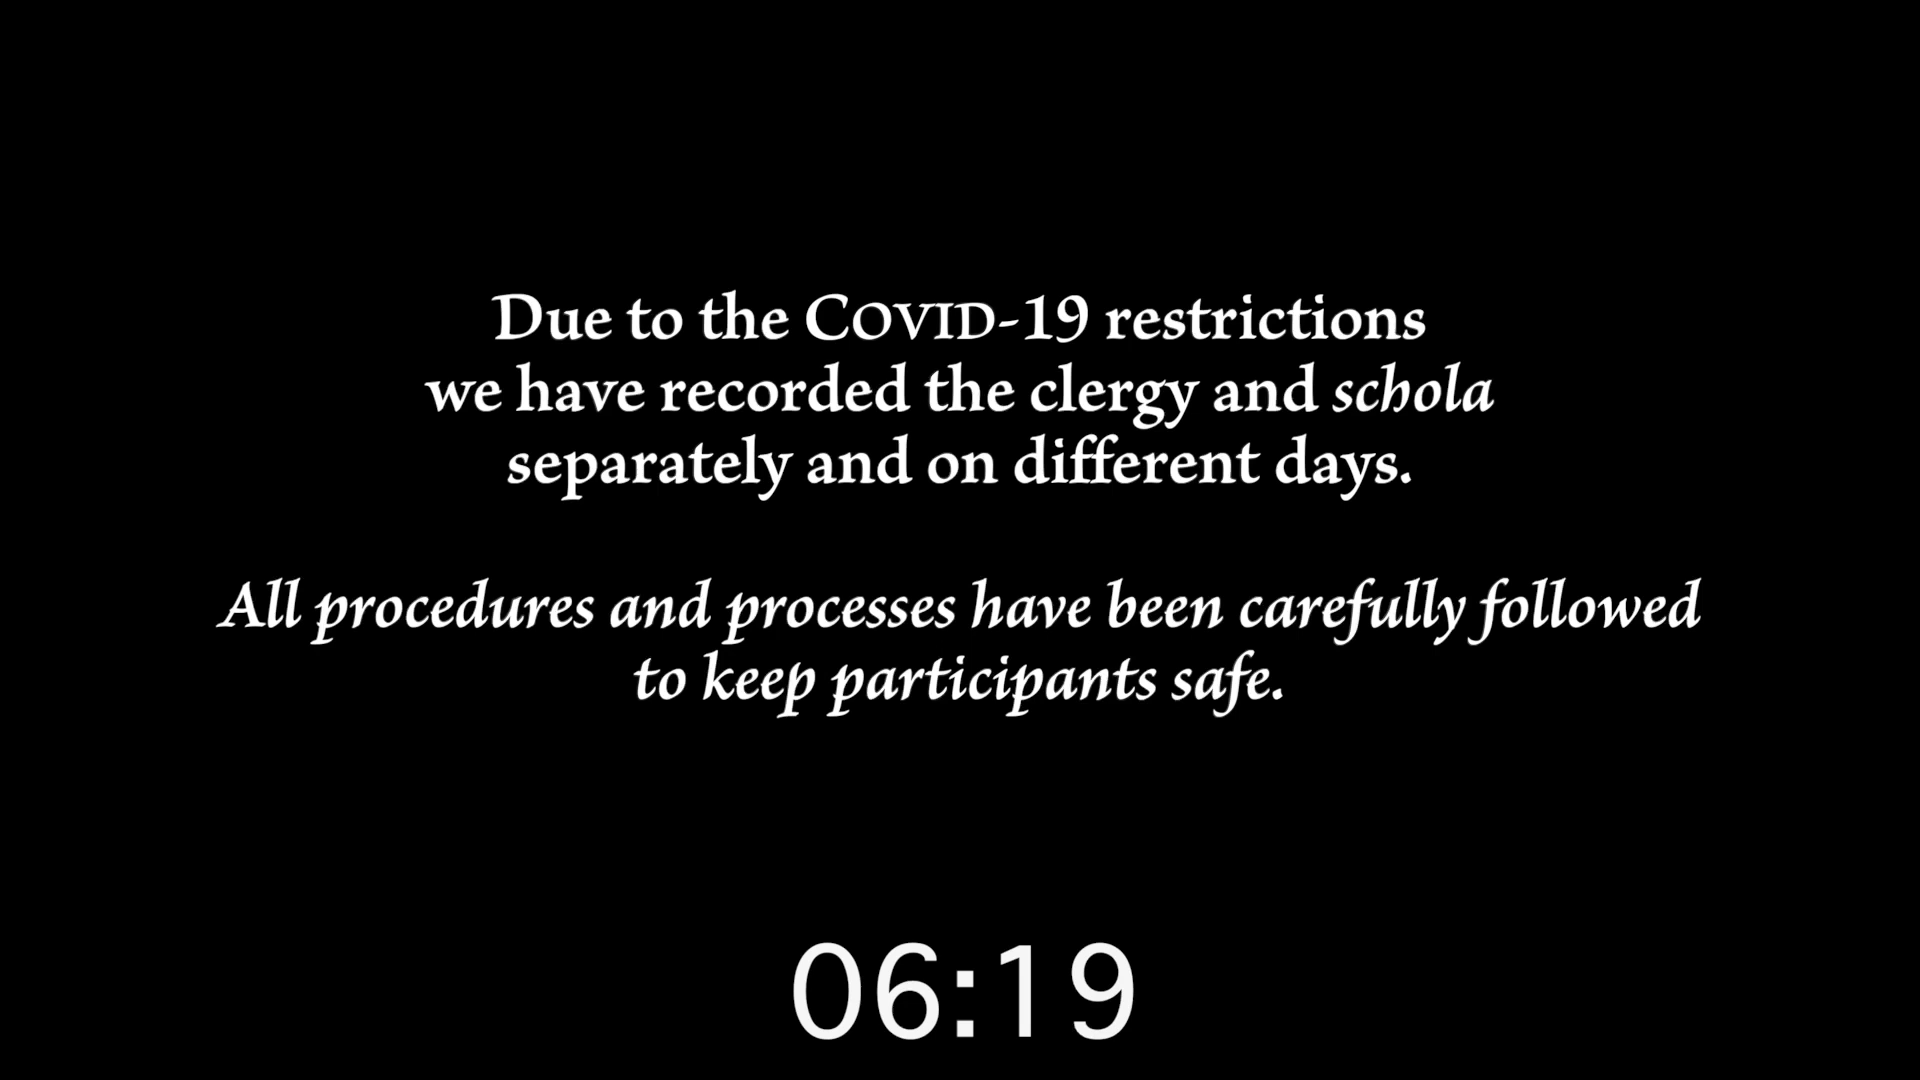 Due to the COVID-19 restrictions
we have recorded the clergy and schola
separately and on different days.
All procedures and processes have been carefully followed
to keep participants safe.
06:19